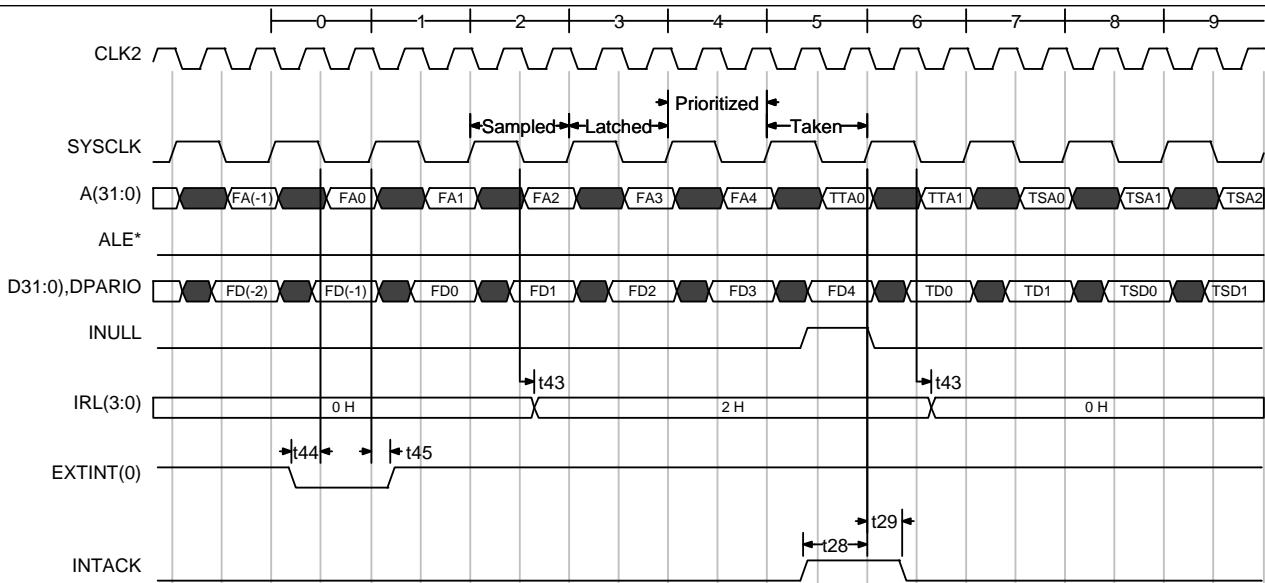 0 1 2 3 4 5 6 7 8 9
CLK2
Prioritized
Sampled Latched Taken
SYSCLK
A(31:0) FA(-1) FA0 FA1 FA2 FA3 FA4 TTA0 TTA1 TSA0 TSA1 TSA2
ALE*
D31:0),DPARIO FD(-2) FD(-1) FD0 FD1 FD2 FD3 FD4 TD0 TD1 TSD0 TSD1
INULL
t43 t43
IRL(3:0) 0 H 2 H 0 H
t44 t45
EXTINT(0)
t29
t28
INTACK